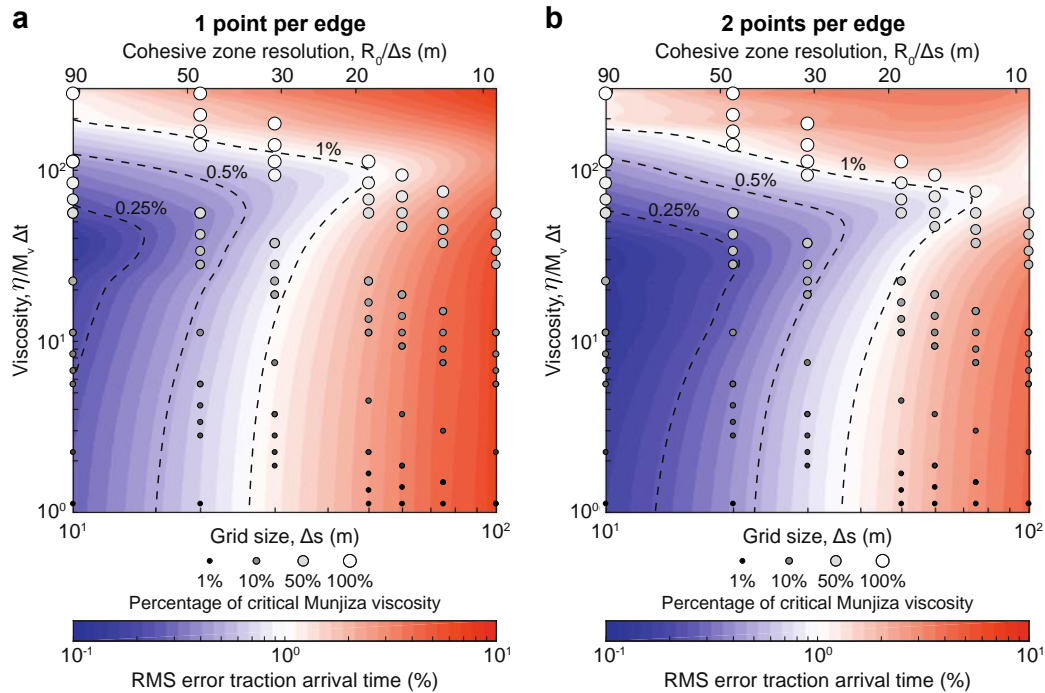 a
1 point per edge
Cohesive zone resolution, R₀/Δs (m)
90 50 30 20 10
Viscosity, η/Mᵥ Δt
10²
10¹
10⁰
1%
0.5%
0.25%
10¹ 10²
Grid size, Δs (m)
1% 10% 50% 100%
Percentage of critical Munjiza viscosity
10⁻¹ 10⁰ 10¹
RMS error traction arrival time (%)
b
2 points per edge
Cohesive zone resolution, R₀/Δs (m)
90 50 30 20 10
Viscosity, η/Mᵥ Δt
10²
10¹
10⁰
1%
0.5%
0.25%
10¹ 10²
Grid size, Δs (m)
1% 10% 50% 100%
Percentage of critical Munjiza viscosity
10⁻¹ 10⁰ 10¹
RMS error traction arrival time (%)